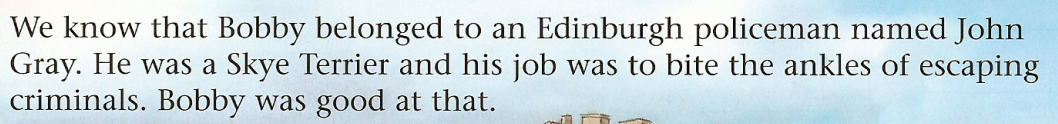 We know that Bobby belonged to an Edinburgh policeman named John
Gray. He was a Skye Terrier and his job was to bite the ankles of escaping
criminals. Bobby was good at that.